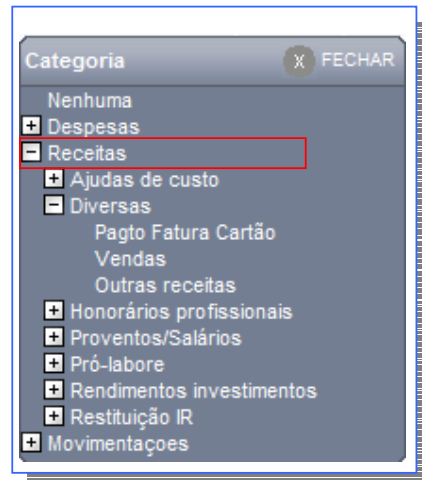 Categoria X FECHAR
Nenhuma
+ Despesas
- Receitas
+ Ajudas de custo
- Diversas
Pagto Fatura Cartão
Vendas
Outras receitas
+ Honorários profissionais
+ Proventos/Salários
+ Pró-labore
+ Rendimentos investimentos
+ Restituição IR
+ Movimentaçoes